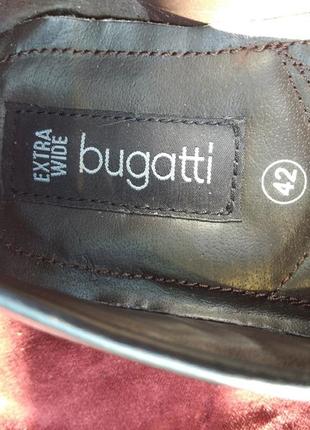 EXTRA
WIDE
bugatti
42